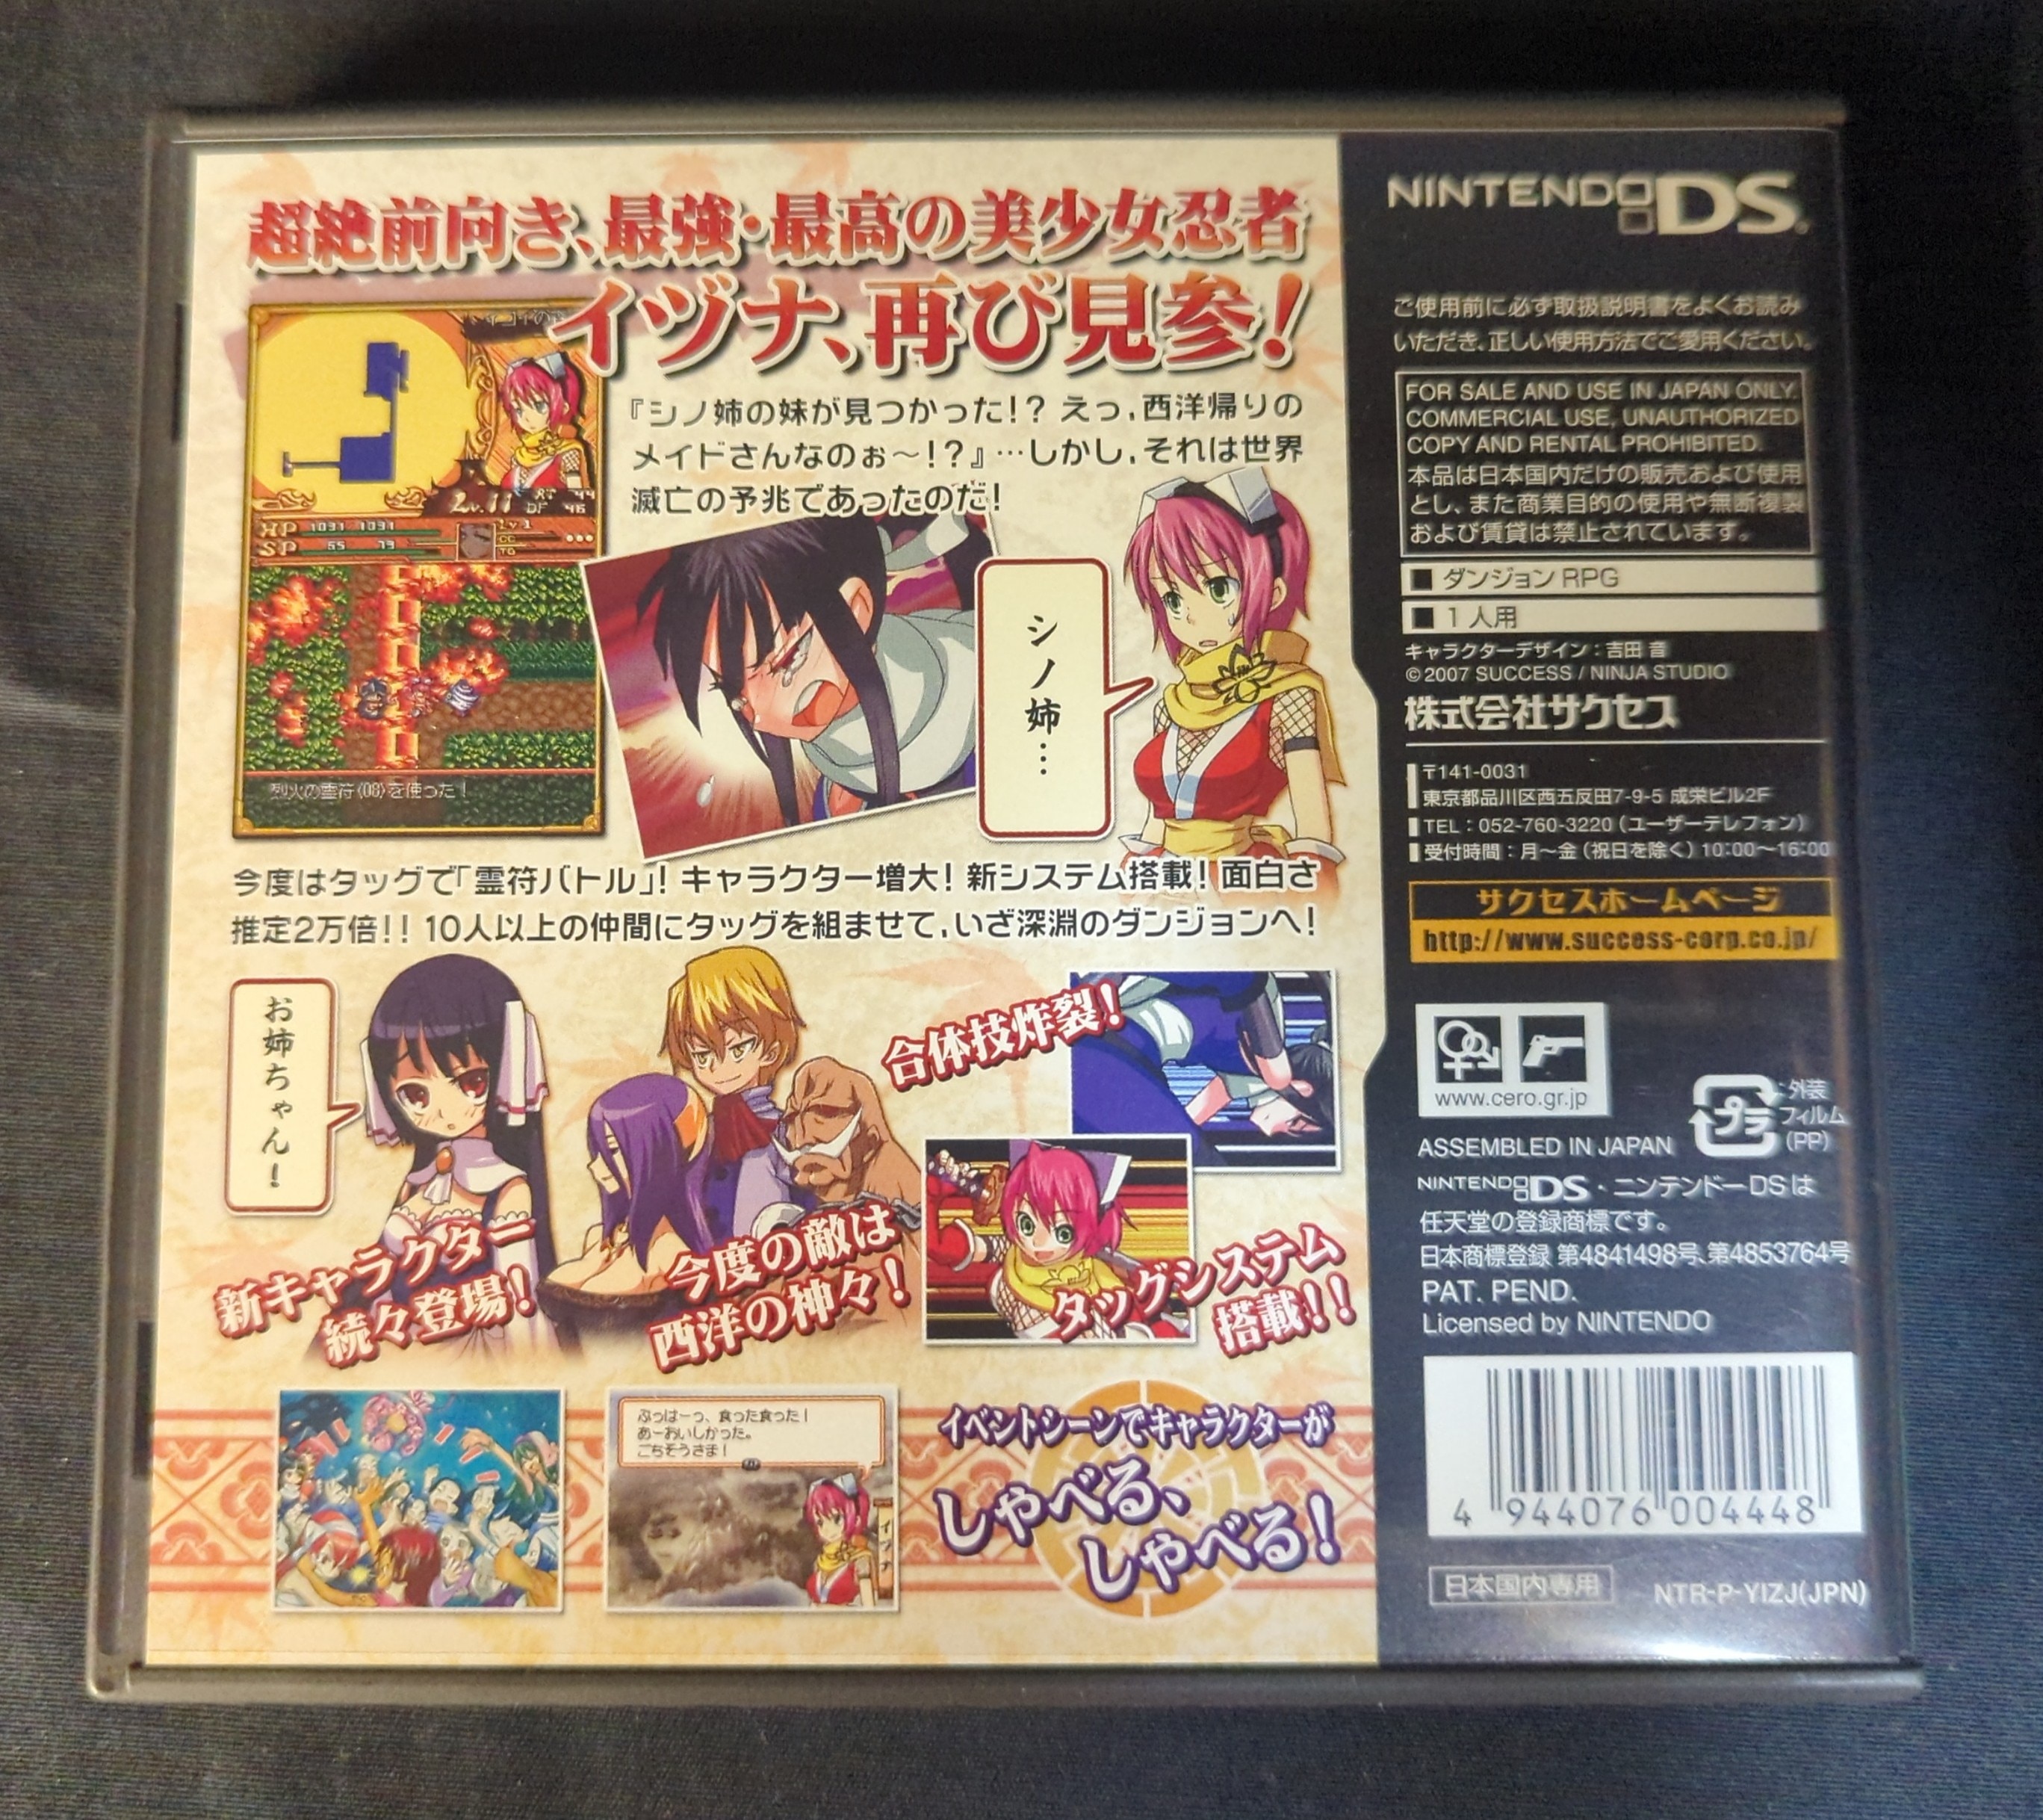 超絶前向き、最強・最高の美少女忍者
イヅナ、再び見参!
『シノ姉の妹が見つかった!? えっ、西洋帰りの
メイドさんなのぉ〜!?』…しかし、それは世界
滅亡の予兆であったのだ!
Lv.11
HP 1031 1031
SP 55 79
Lv 1
烈火の霊符〈08〉を使った!
シノ姉…
今度はタッグで「霊符バトル」! キャラクター増大! 新システム搭載! 面白さ
推定2万倍!! 10人以上の仲間にタッグを組ませて、いざ深淵のダンジョンへ!
お姉ちゃん!
新キャラクター
続々登場!
今度の敵は
西洋の神々!
合体技炸裂!
タッグシステム
搭載!!
ぷっはーっ、食った食った!
あーおいしかった。
ごちそうさま!
イヅナ
イベントシーンでキャラクターが
しゃべる、
しゃべる!
NINTENDO DS
ご使用前に必ず取扱説明書をよくお読み
いただき、正しい使用方法でご愛用ください。
FOR SALE AND USE IN JAPAN ONLY.
COMMERCIAL USE, UNAUTHORIZED
COPY AND RENTAL PROHIBITED.
本品は日本国内だけの販売および使用
とし、また商業目的の使用や無断複製
および賃貸は禁止されています。
■ ダンジョンRPG
■ 1人用
キャラクターデザイン:吉田 音
©2007 SUCCESS / NINJA STUDIO
株式会社サクセス
〒141-0031
東京都品川区西五反田7-9-5 成栄ビル2F
TEL:052-760-3220(ユーザーテレフォン)
受付時間:月〜金(祝日を除く)10:00〜16:00
サクセスホームページ
http://www.success-corp.co.jp/
www.cero.gr.jp
プラ
外装
フィルム
(PP)
ASSEMBLED IN JAPAN
NINTENDO DS・ニンテンドーDSは
任天堂の登録商標です。
日本商標登録 第4841498号、第4853764号
PAT. PEND.
Licensed by NINTENDO
4 944076 004448
日本国内専用
NTR-P-YIZJ(JPN)